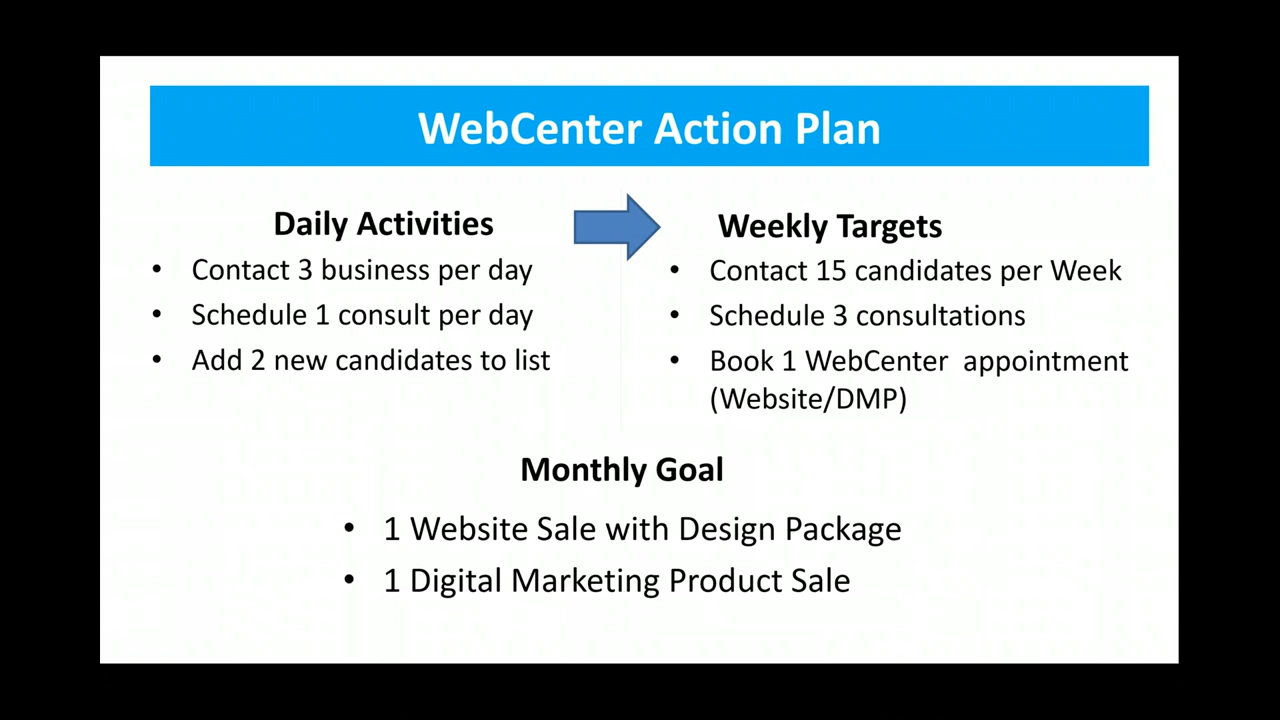 WebCenter Action Plan
Daily Activities
• Contact 3 business per day
• Schedule 1 consult per day
• Add 2 new candidates to list
Weekly Targets
• Contact 15 candidates per Week
• Schedule 3 consultations
• Book 1 WebCenter appointment
(Website/DMP)
Monthly Goal
• 1 Website Sale with Design Package
• 1 Digital Marketing Product Sale